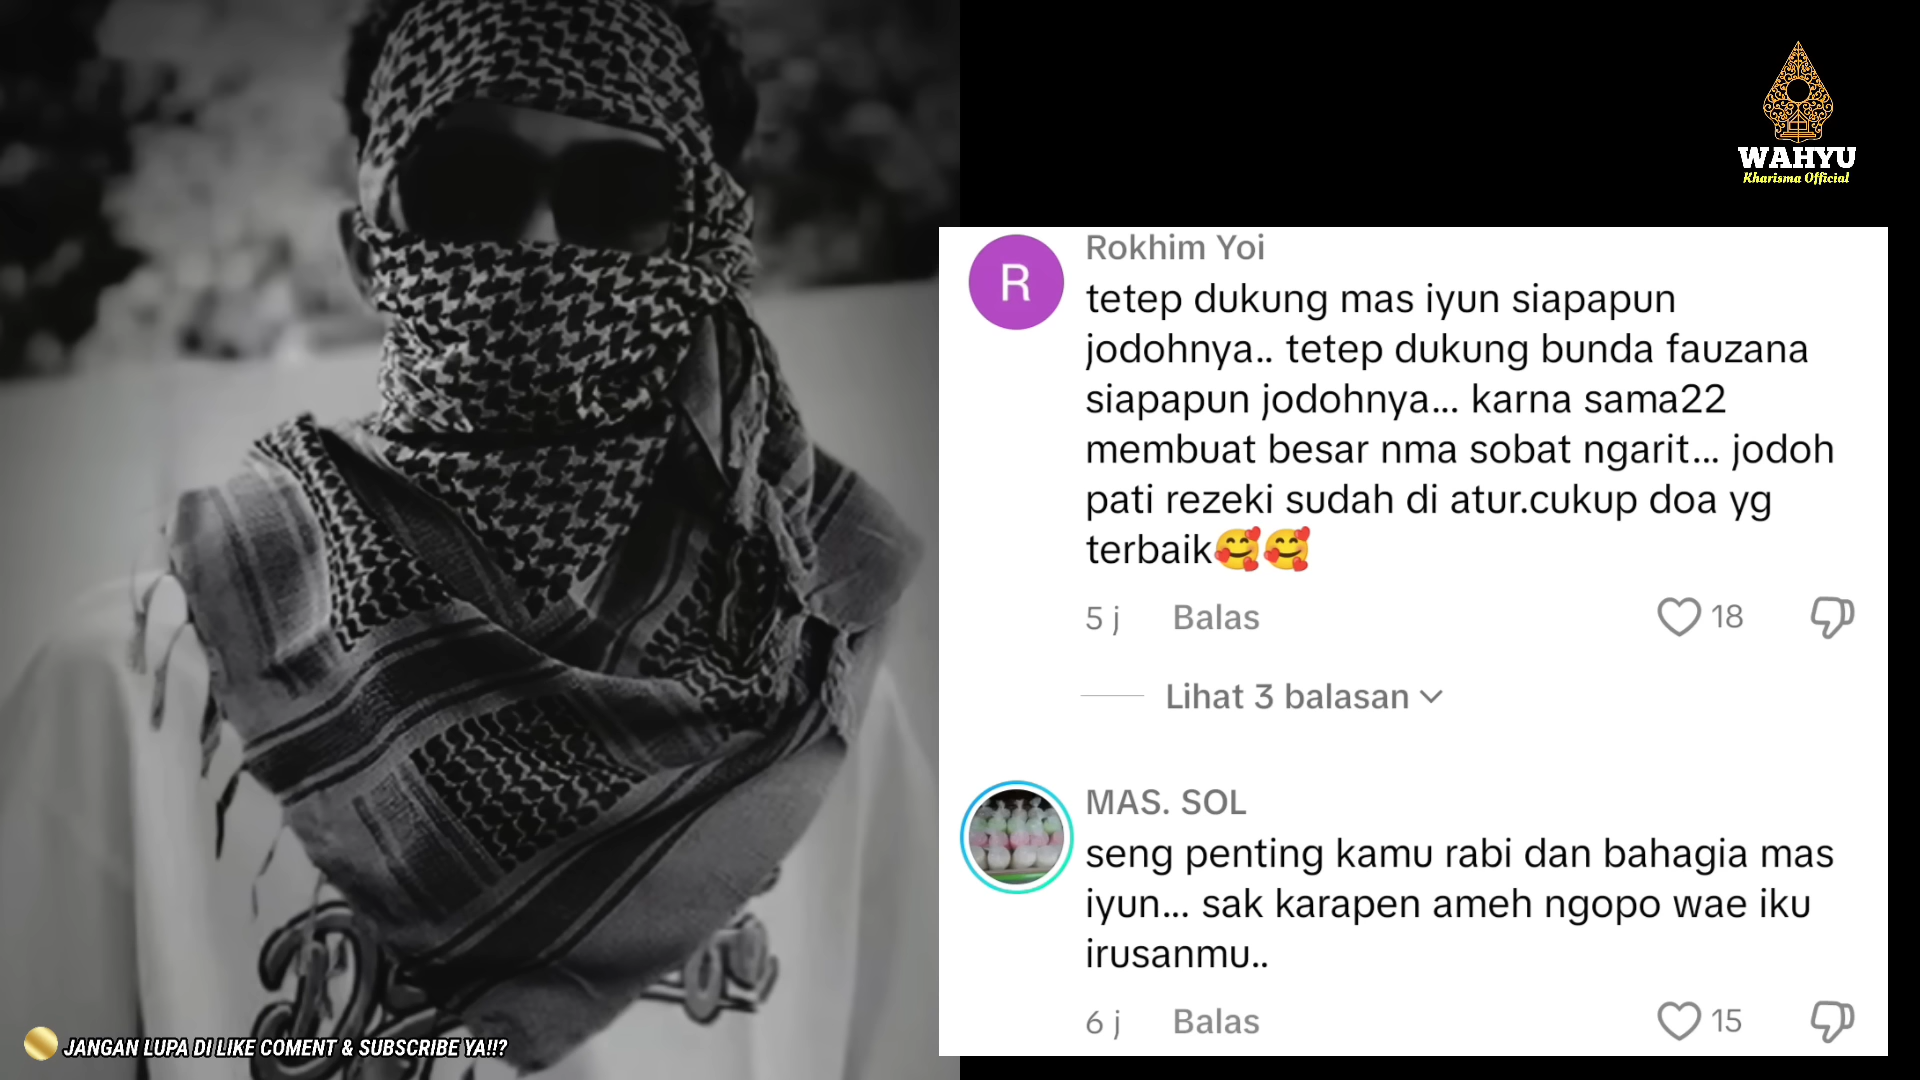 WAHYU
Kharisma Official
R
Rokhim Yoi
tetep dukung mas iyun siapapun
jodohnya.. tetep dukung bunda fauzana
siapapun jodohnya... karna sama22
membuat besar nma sobat ngarit... jodoh
pati rezeki sudah di atur.cukup doa yg
terbaik🥰🥰
5 j Balas 18
Lihat 3 balasan
MAS. SOL
seng penting kamu rabi dan bahagia mas
iyun... sak karapen ameh ngopo wae iku
irusanmu..
6 j Balas 15
JANGAN LUPA DI LIKE COMENT & SUBSCRIBE YA!!?